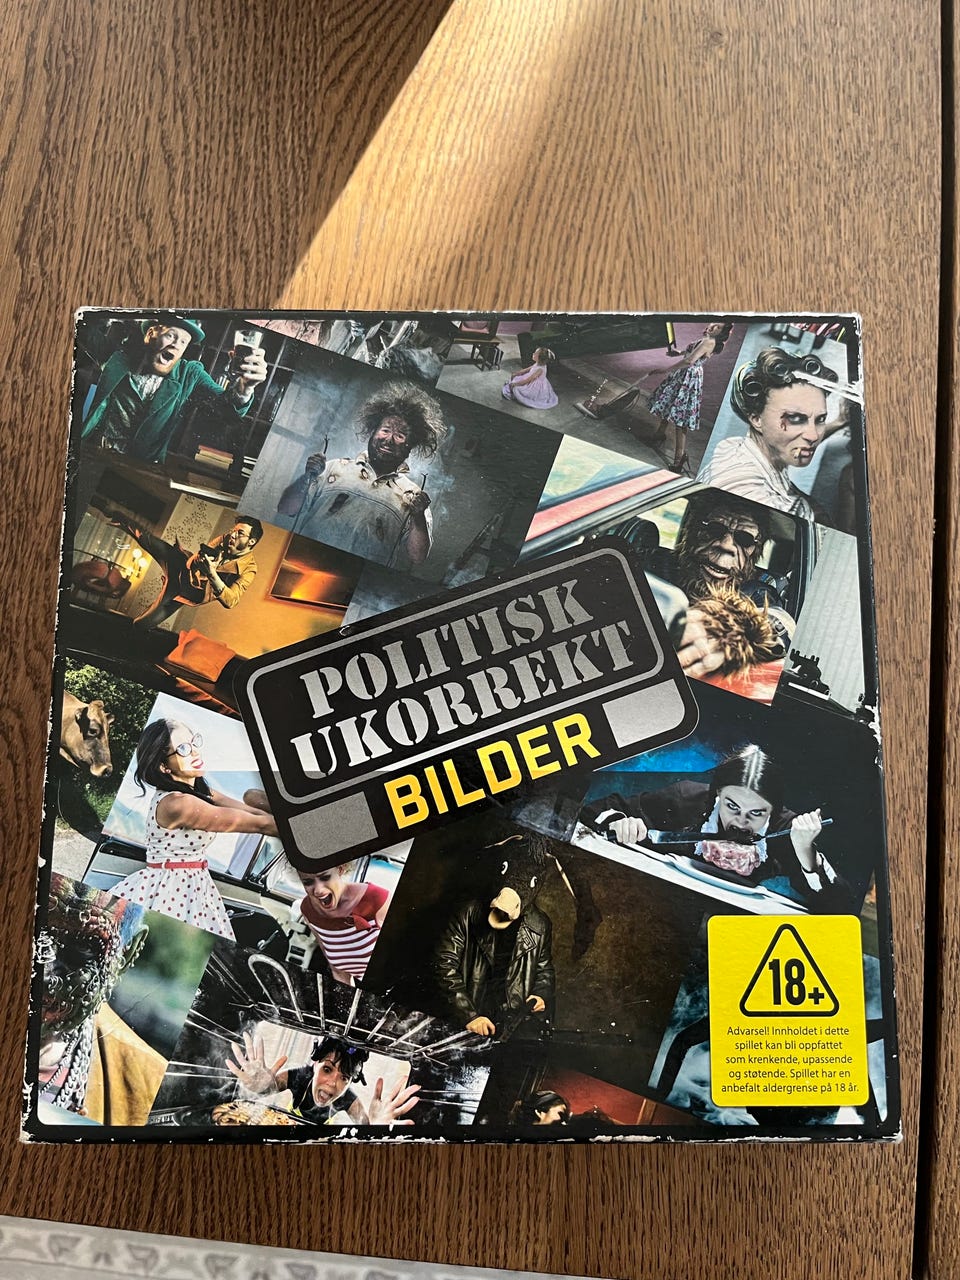 POLITISK
UKORREKT
BILDER
18+
Advarsel! Innholdet i dette
spillet kan bli oppfattet
som krenkende, upassende
og støtende. Spillet har en
anbefalt aldergrense på 18 år.